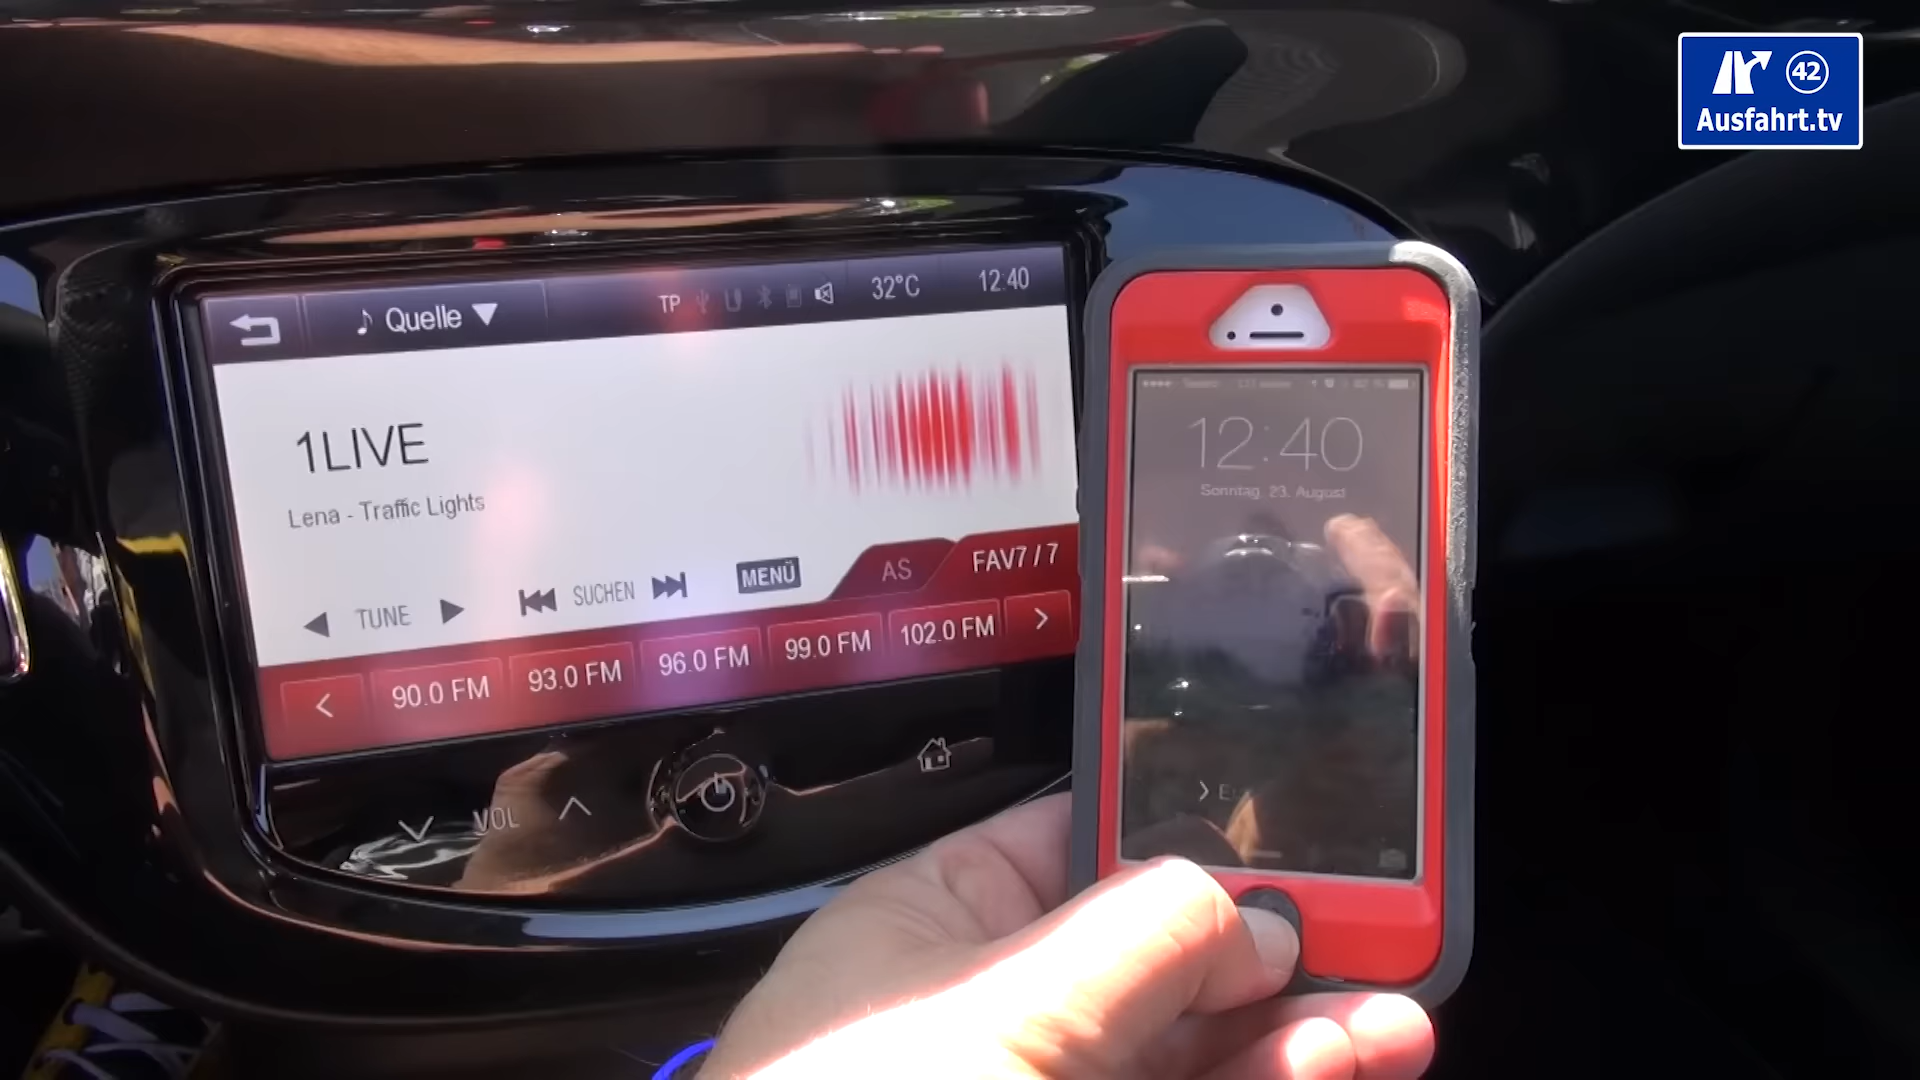 42
Ausfahrt.tv
Quelle
TP
32°C
12:40
1LIVE
Lena - Traffic Lights
TUNE
SUCHEN
MENÜ
AS
FAV7 / 7
90.0 FM
93.0 FM
96.0 FM
99.0 FM
102.0 FM
VOL
12:40
Sonntag, 23. August